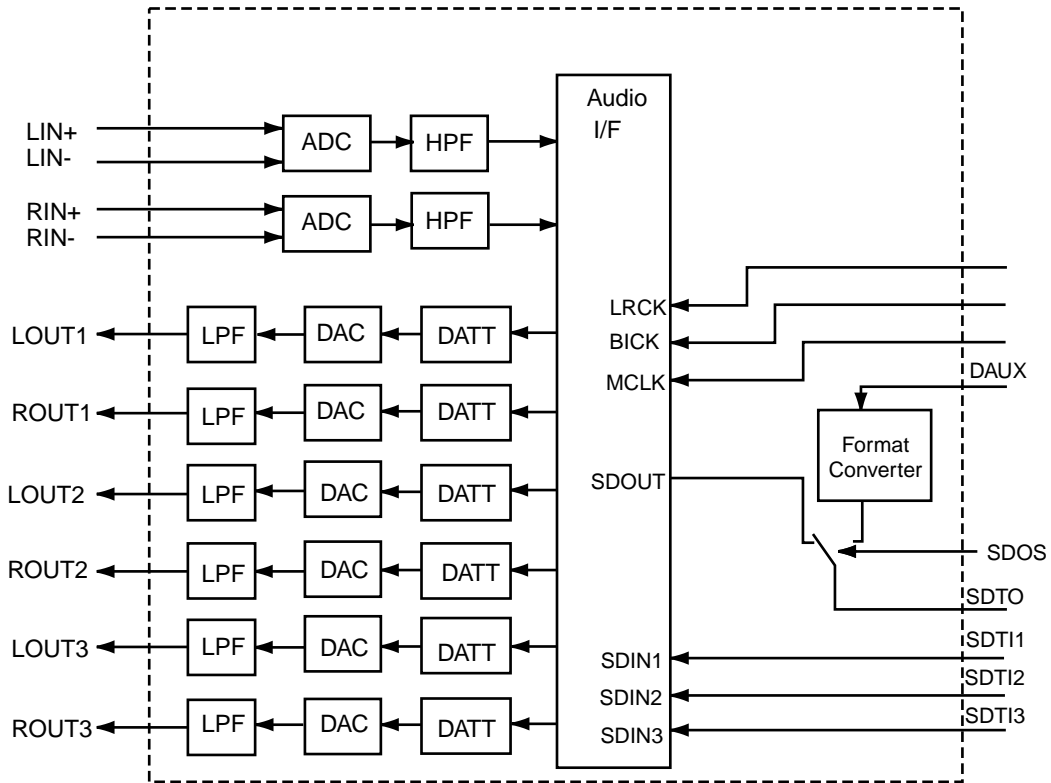 Audio
I/F
LIN+
LIN-
ADC
HPF
RIN+
RIN-
ADC
HPF
LRCK
BICK
MCLK
DAUX
LOUT1
LPF
DAC
DATT
ROUT1
LPF
DAC
DATT
Format
Converter
LOUT2
LPF
DAC
DATT
SDOUT
SDOS
ROUT2
LPF
DAC
DATT
SDTO
LOUT3
LPF
DAC
DATT
SDIN1
SDTI1
SDIN2
SDTI2
ROUT3
LPF
DAC
DATT
SDIN3
SDTI3